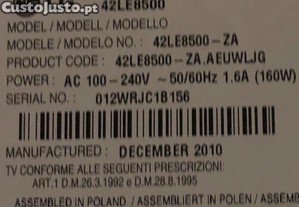 CustoJusto.pt
42LE8500
MODEL / MODELL / MODELLO
MODELE / MODELO NO. : 42LE8500-ZA
PRODUCT CODE : 42LE8500-ZA.AEUWLJG
POWER : AC 100-240V ~ 50/60Hz 1.6A (160W)
SERIAL NO. : 012WRJC1B156
MANUFACTURED : DECEMBER 2010
TV CONFORME ALLE SEGUENTI PRESCRIZIONI:
ART.1 D.M.26.3.1992 e D.M.28.8.1995
ASSEMBLED IN POLAND / ASSEMBLIERT IN POLEN / ASSEM